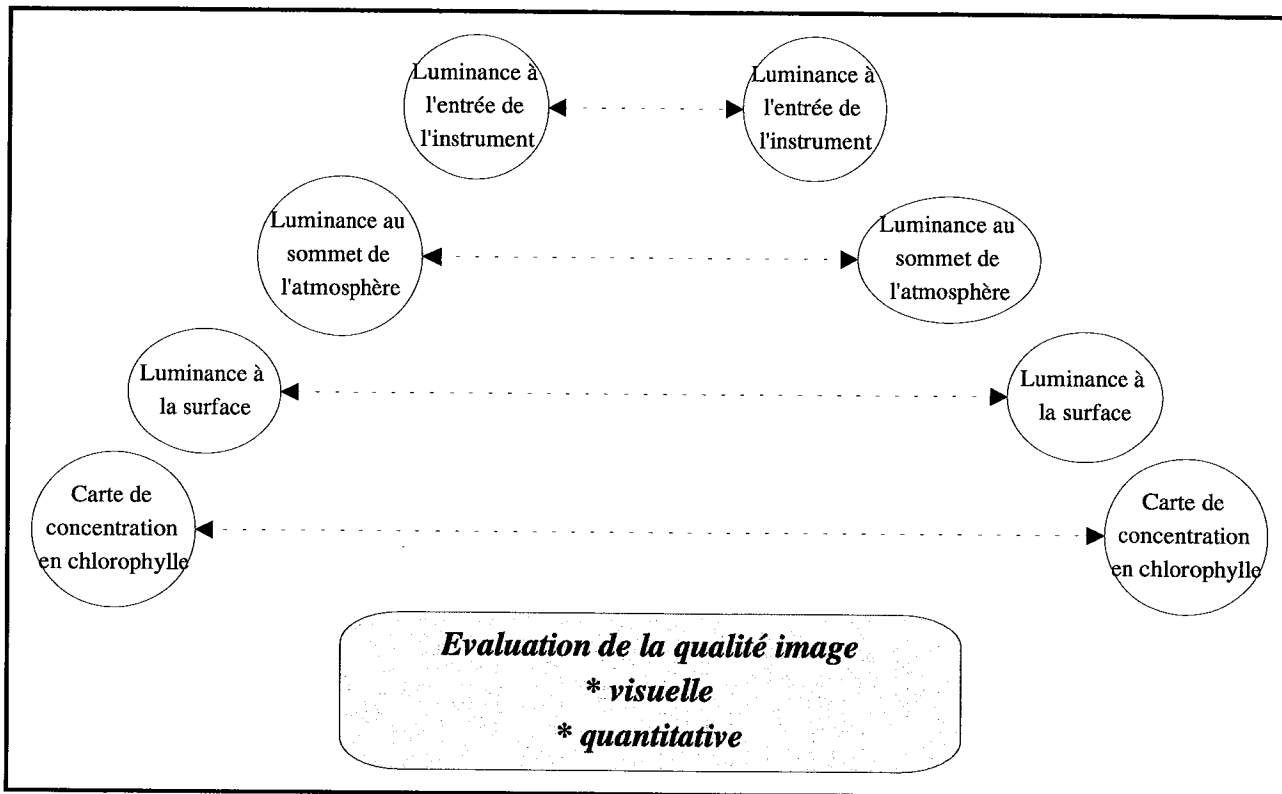 Luminance à
l'entrée de
l'instrument
Luminance à
l'entrée de
l'instrument
Luminance au
sommet de
l'atmosphère
Luminance au
sommet de
l'atmosphère
Luminance à
la surface
Luminance à
la surface
Carte de
concentration
en chlorophylle
Carte de
concentration
en chlorophylle
Evaluation de la qualité image
* visuelle
* quantitative